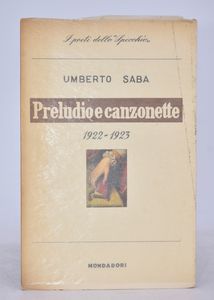 I poeti dello "Specchio"
UMBERTO SABA
Preludio e canzonette
1922-1923
MONDADORI